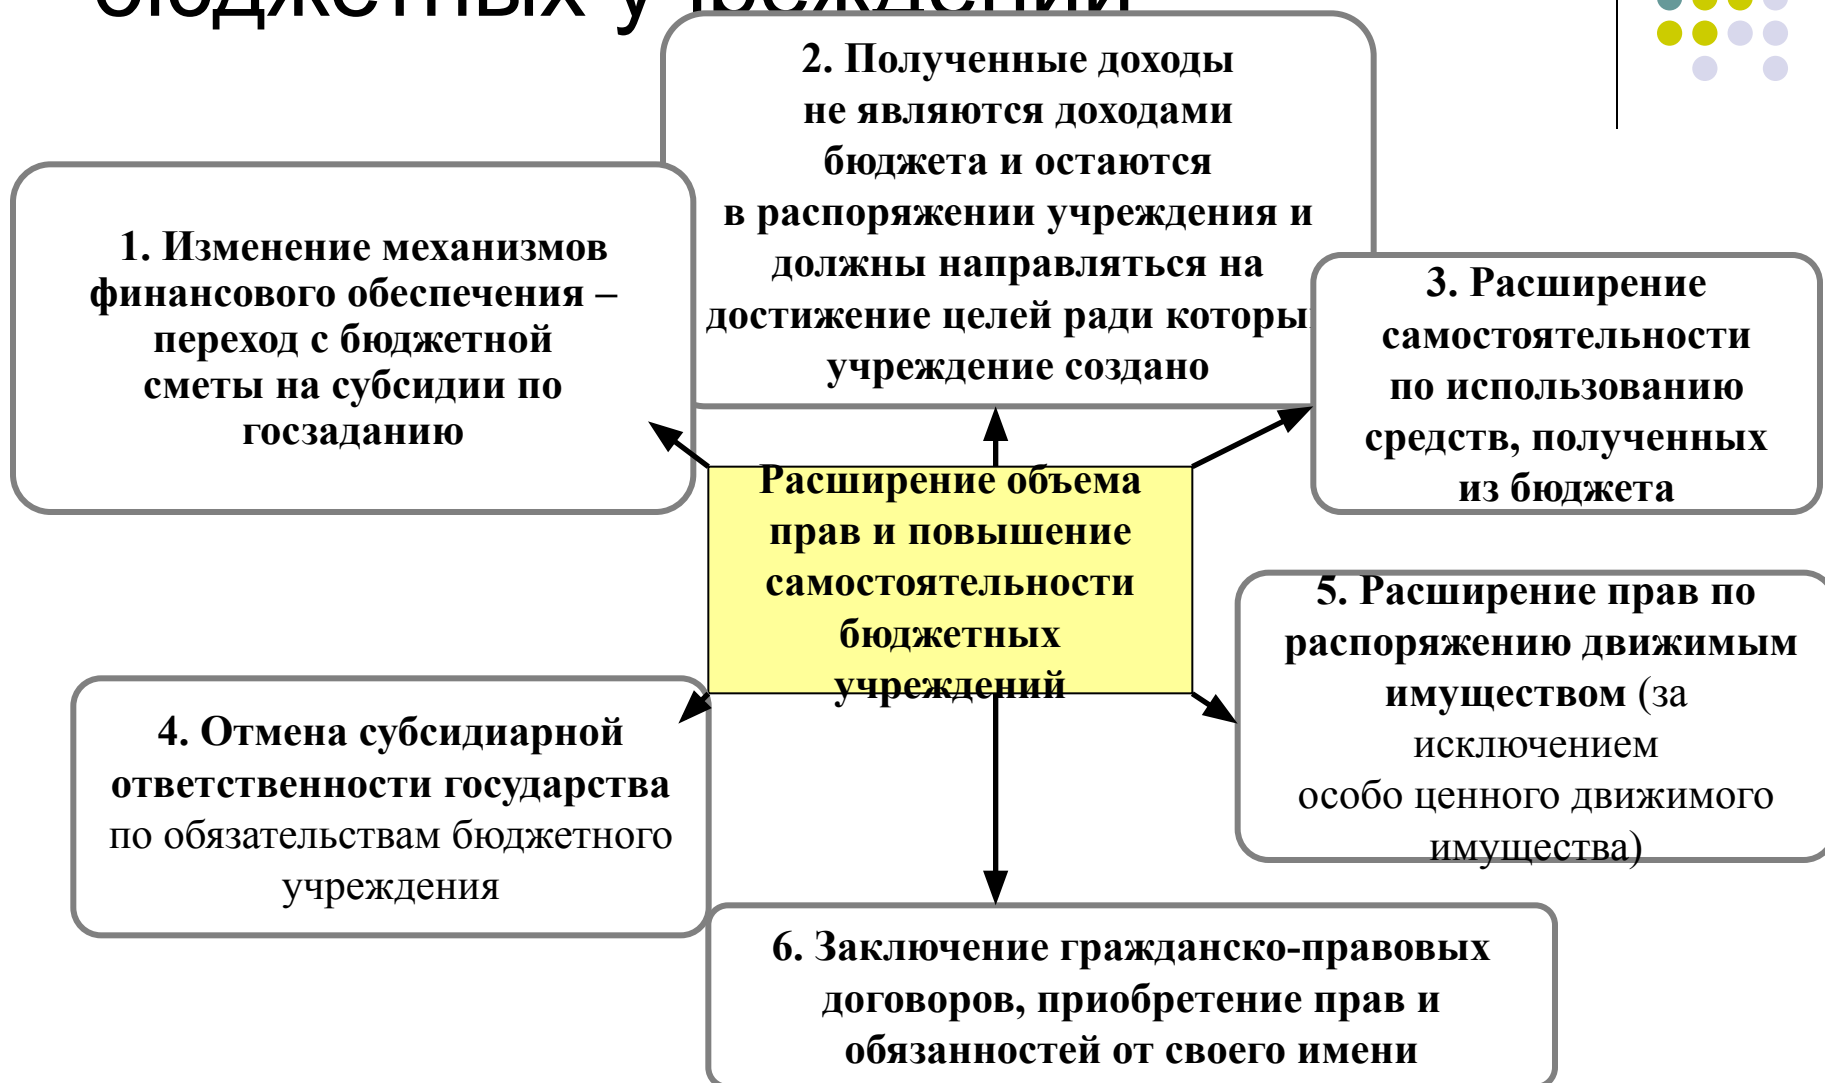 бюджетных учреждений
2. Полученные доходы
не являются доходами
бюджета и остаются
в распоряжении учреждения и
должны направляться на
достижение целей ради
учреждение создано
1. Изменение механизмов
финансового обеспечения –
переход с бюджетной
сметы на субсидии по
госзаданию
3. Расширение
самостоятельности
по использованию
средств, полученных
из бюджета
Расширение объема
прав и повышение
самостоятельности
бюджетных
учреждений
5. Расширение прав по
распоряжению движимым
имуществом (за
исключением
особо ценного движимого
имущества)
4. Отмена субсидиарной
ответственности государства
по обязательствам бюджетного
учреждения
6. Заключение гражданско-правовых
договоров, приобретение прав и
обязанностей от своего имени